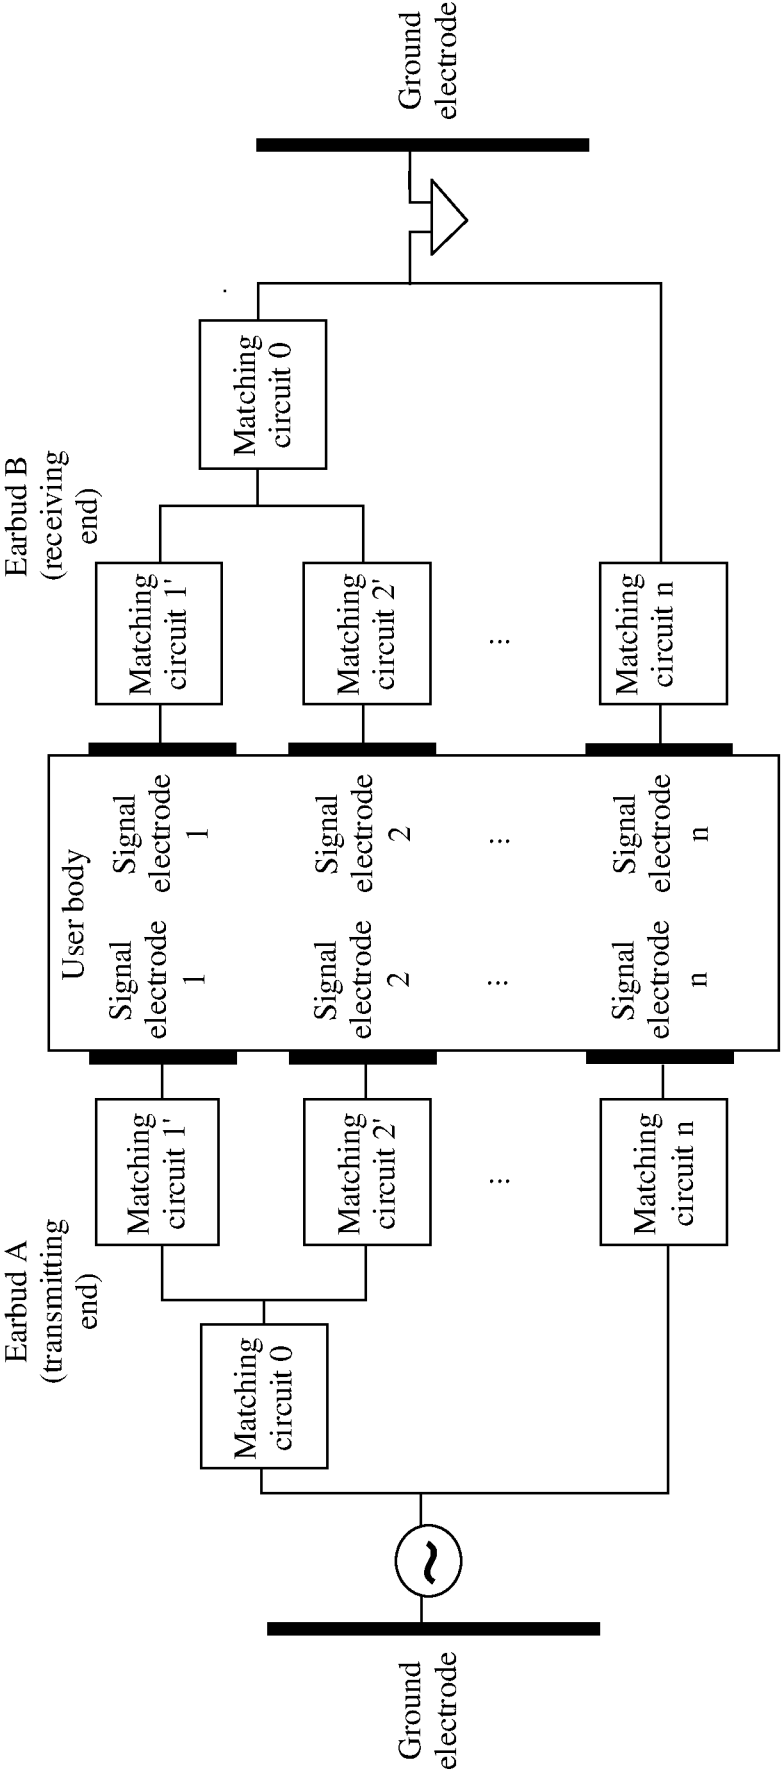 Earbud A
(transmitting
end)
Earbud B
(receiving
end)
User body
Ground
electrode
Matching
circuit 0
Matching
circuit 1'
Matching
circuit 2'
...
Matching
circuit n
Signal
electrode
1
Signal
electrode
2
...
Signal
electrode
n
Signal
electrode
1
Signal
electrode
2
...
Signal
electrode
n
Matching
circuit 1'
Matching
circuit 2'
...
Matching
circuit n
Matching
circuit 0
Ground
electrode